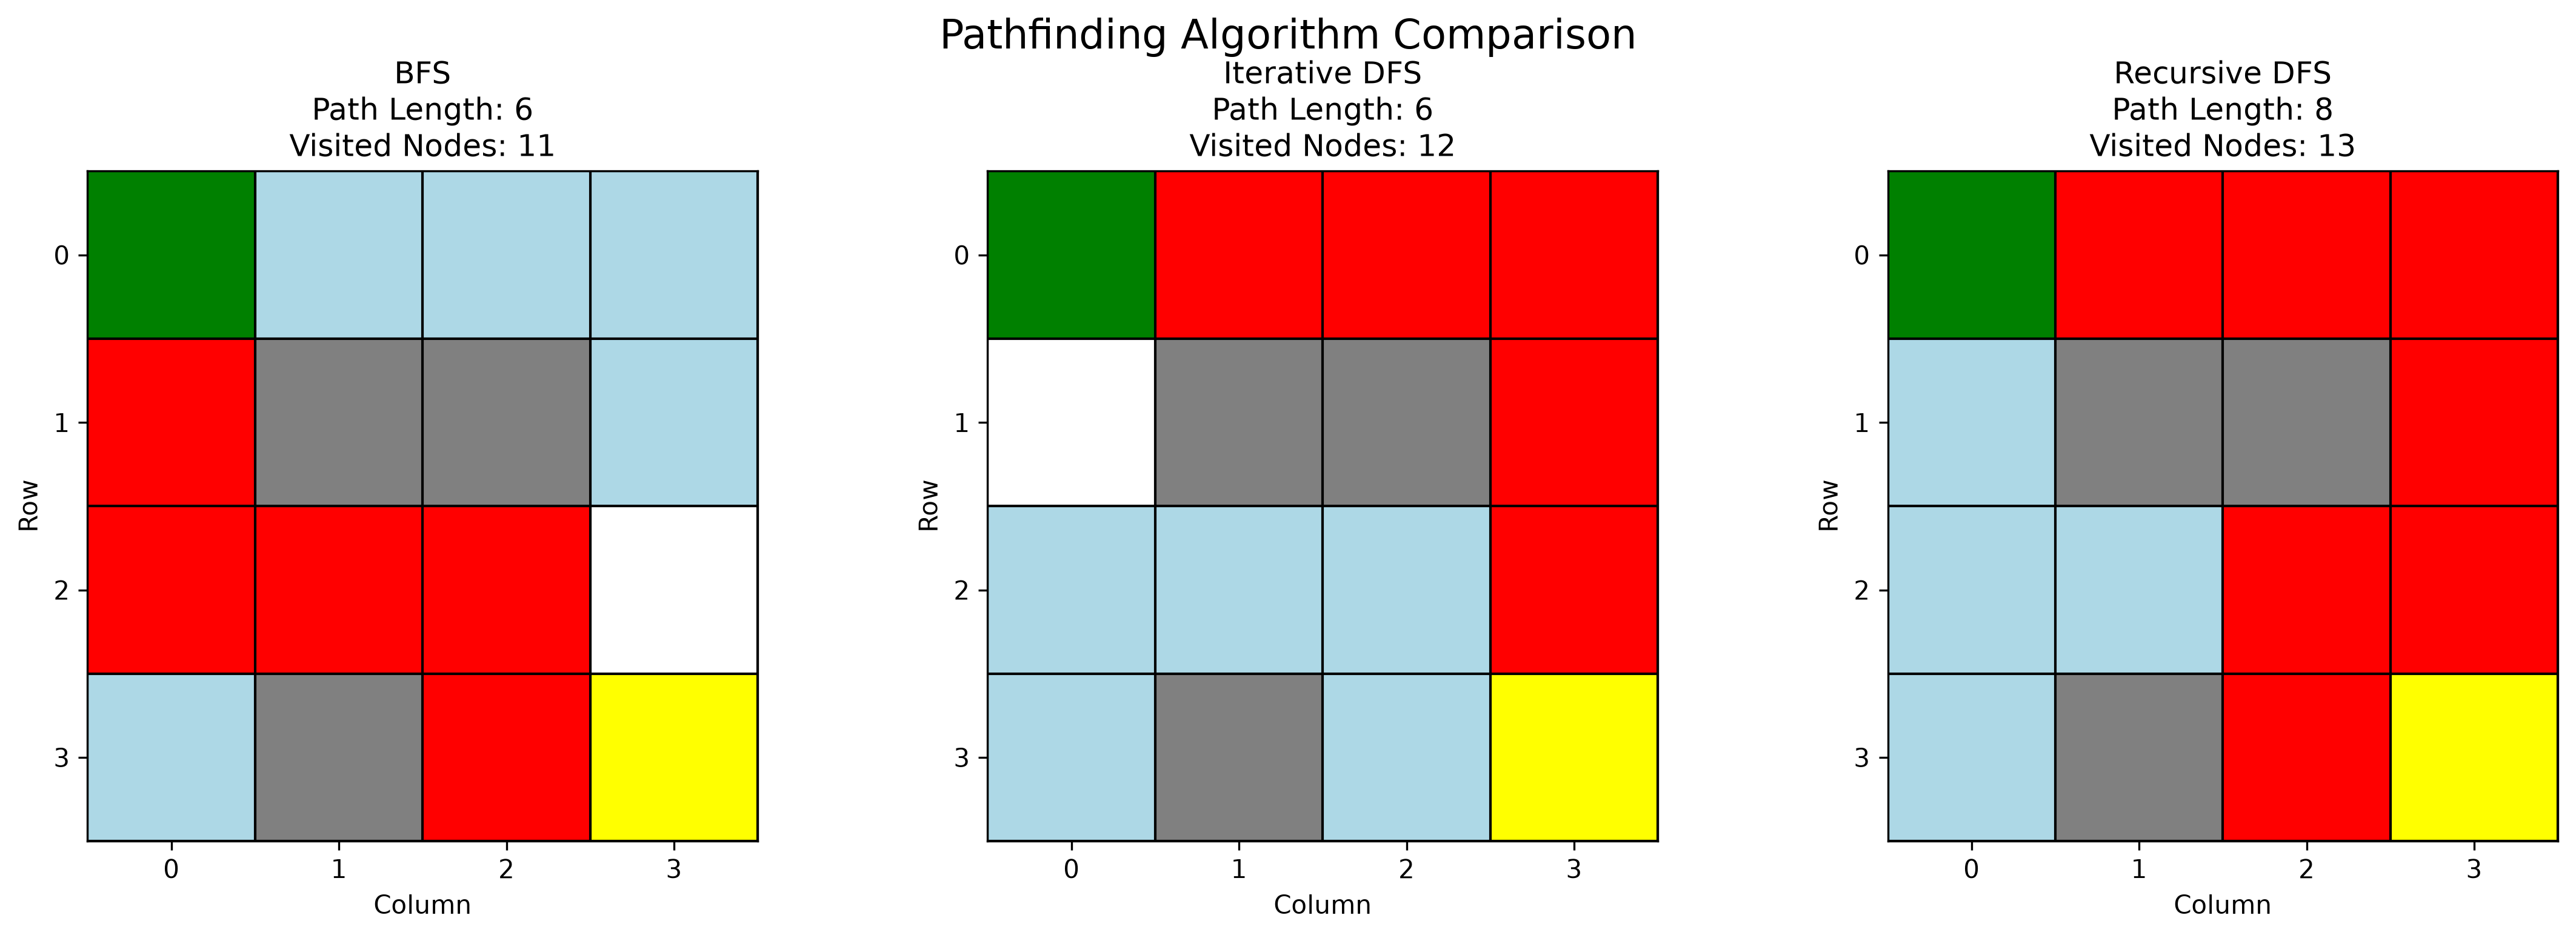 Pathfinding Algorithm Comparison
BFS
Path Length: 6
Visited Nodes: 11
0
1
2
3
Row
0 1 2 3
Column
Iterative DFS
Path Length: 6
Visited Nodes: 12
0
1
2
3
Row
0 1 2 3
Column
Recursive DFS
Path Length: 8
Visited Nodes: 13
0
1
2
3
Row
0 1 2 3
Column